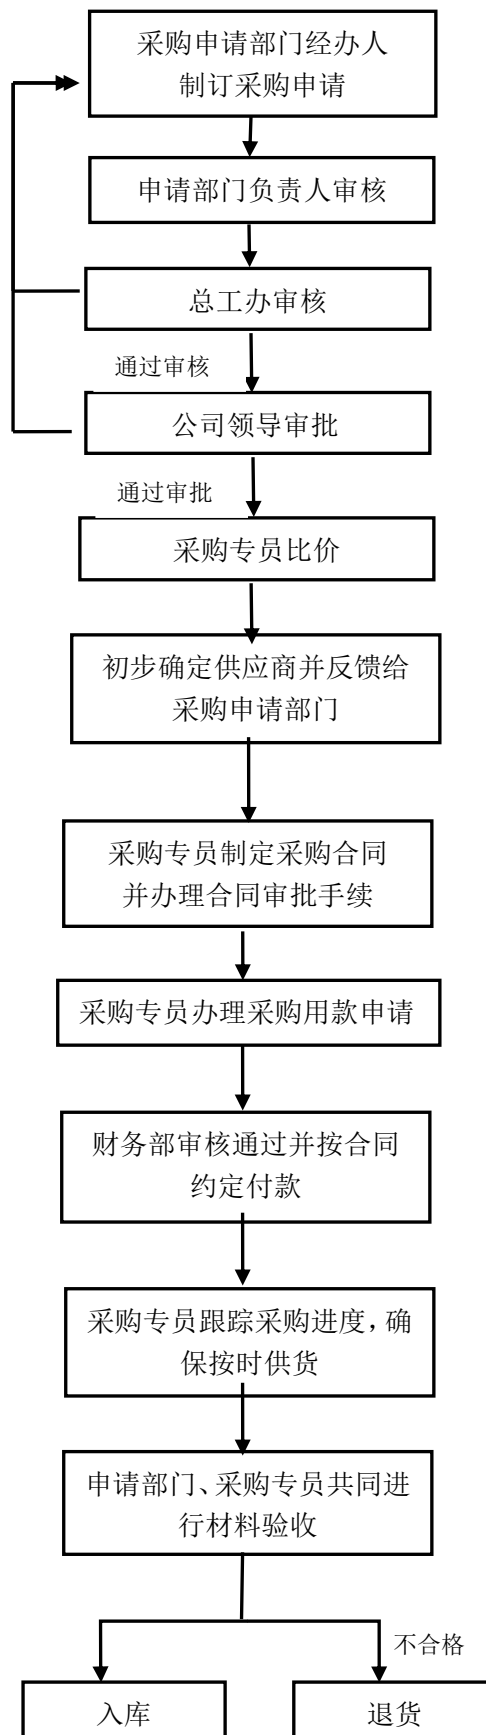 采购申请部门经办人
制订采购申请
申请部门负责人审核
总工办审核
通过审核
公司领导审批
通过审批
采购专员比价
初步确定供应商并反馈给
采购申请部门
采购专员制定采购合同
并办理合同审批手续
采购专员办理采购用款申请
财务部审核通过并按合同
约定付款
采购专员跟踪采购进度，确
保按时供货
申请部门、采购专员共同进
行材料验收
不合格
入库
退货